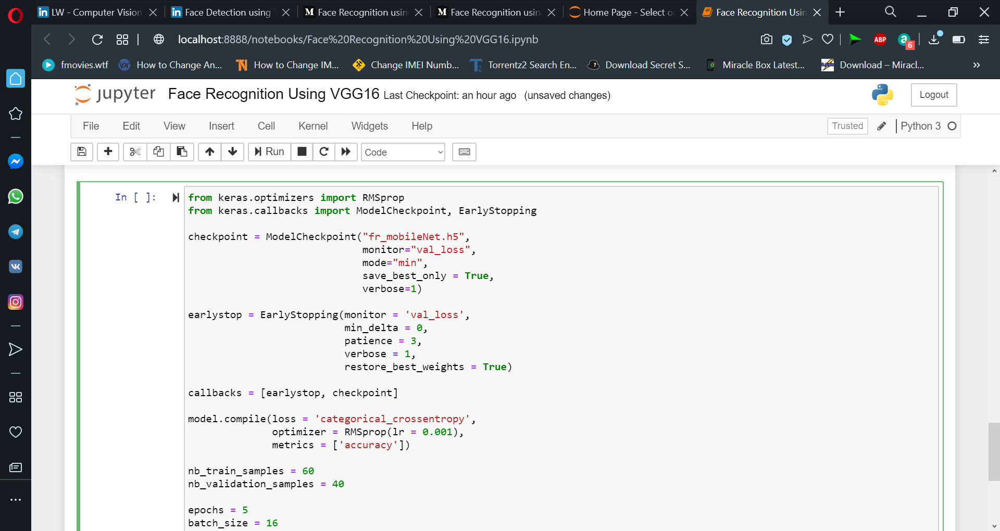 LW - Computer Vision
Face Detection using
Face Recognition usin
Face Recognition usin
Home Page - Select o
Face Recognition Usin
localhost:8888/notebooks/Face%20Recognition%20Using%20VGG16.ipynb
ABP
6
fmovies.wtf
How to Change An...
How to Change IM...
Change IMEI Numb...
Torrentz2 Search En...
Download Secret S...
Miracle Box Latest...
Download – Miracl...
»
jupyter Face Recognition Using VGG16 Last Checkpoint: an hour ago (unsaved changes)
Logout
File Edit View Insert Cell Kernel Widgets Help
Trusted
Python 3
Run
Code
In [ ]:
from keras.optimizers import RMSprop
from keras.callbacks import ModelCheckpoint, EarlyStopping
checkpoint = ModelCheckpoint("fr_mobileNet.h5",
monitor="val_loss",
mode="min",
save_best_only = True,
verbose=1)
earlystop = EarlyStopping(monitor = 'val_loss',
min_delta = 0,
patience = 3,
verbose = 1,
restore_best_weights = True)
callbacks = [earlystop, checkpoint]
model.compile(loss = 'categorical_crossentropy',
optimizer = RMSprop(lr = 0.001),
metrics = ['accuracy'])
nb_train_samples = 60
nb_validation_samples = 40
epochs = 5
batch_size = 16